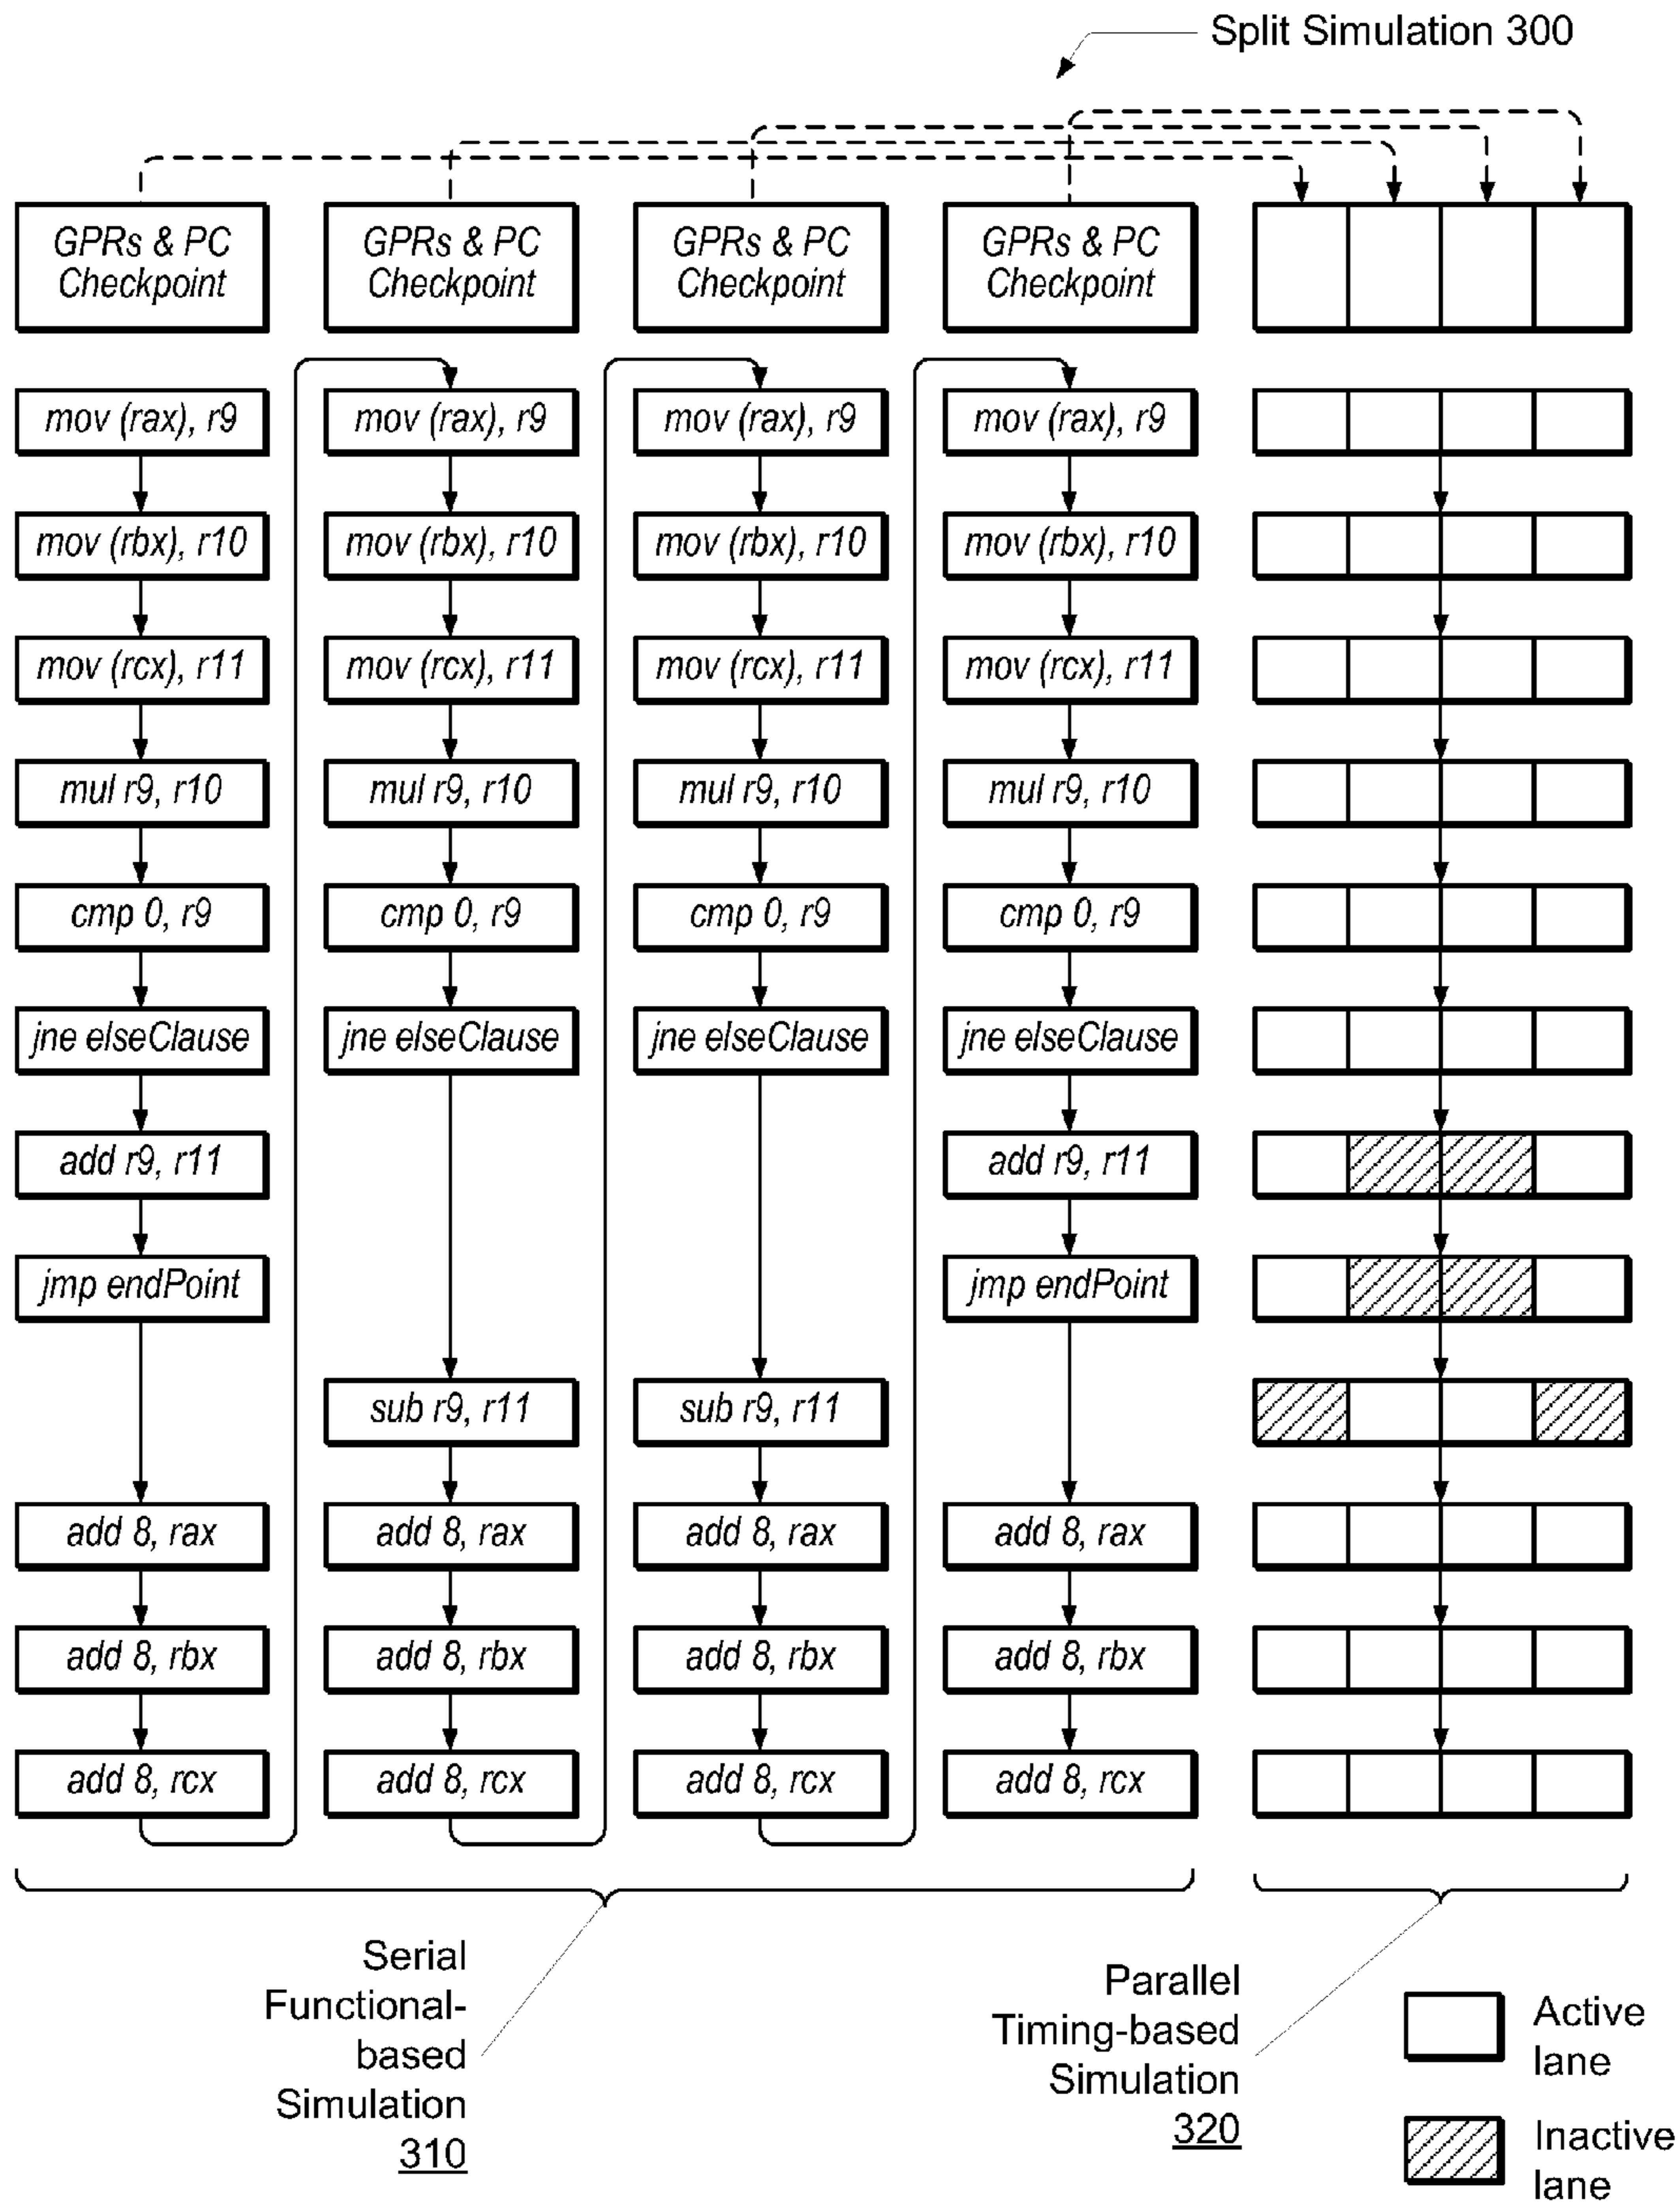 Split Simulation 300
GPRs & PC
Checkpoint
GPRs & PC
Checkpoint
GPRs & PC
Checkpoint
GPRs & PC
Checkpoint
mov (rax), r9
mov (rax), r9
mov (rax), r9
mov (rax), r9
mov (rbx), r10
mov (rbx), r10
mov (rbx), r10
mov (rbx), r10
mov (rcx), r11
mov (rcx), r11
mov (rcx), r11
mov (rcx), r11
mul r9, r10
mul r9, r10
mul r9, r10
mul r9, r10
cmp 0, r9
cmp 0, r9
cmp 0, r9
cmp 0, r9
jne elseClause
jne elseClause
jne elseClause
jne elseClause
add r9, r11
add r9, r11
jmp endPoint
jmp endPoint
sub r9, r11
sub r9, r11
add 8, rax
add 8, rax
add 8, rax
add 8, rax
add 8, rbx
add 8, rbx
add 8, rbx
add 8, rbx
add 8, rcx
add 8, rcx
add 8, rcx
add 8, rcx
Serial
Functional-
based
Simulation
310
Parallel
Timing-based
Simulation
320
Active
lane
Inactive
lane